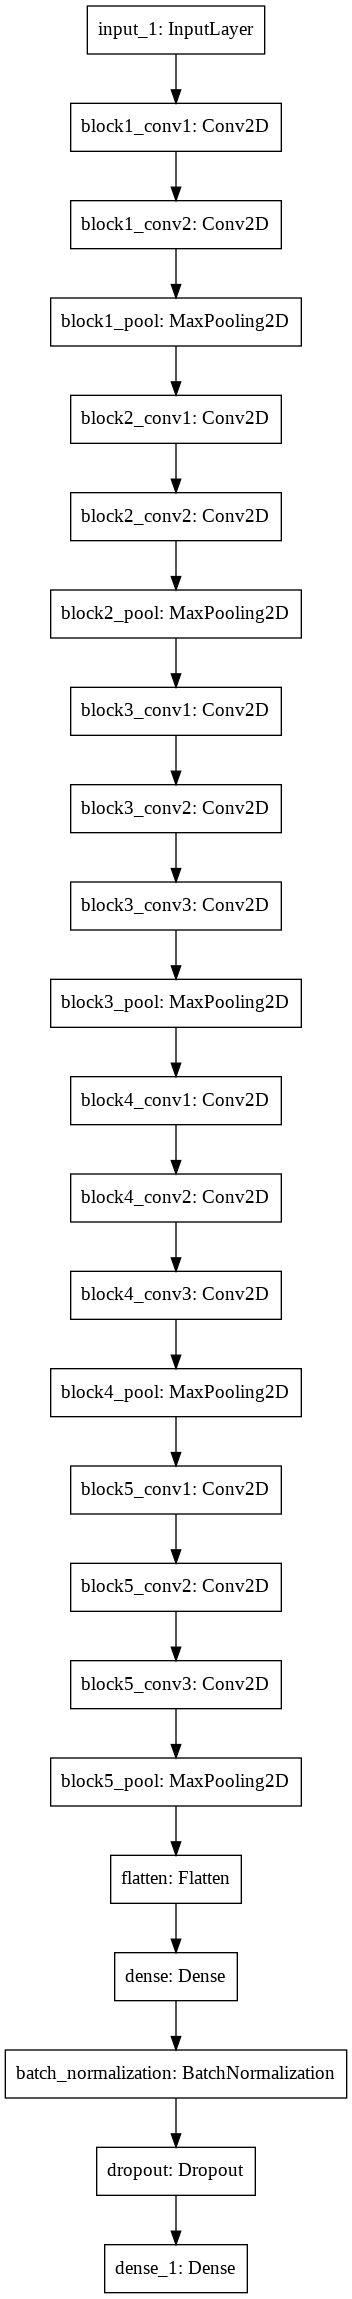 input_1: InputLayer
block1_conv1: Conv2D
block1_conv2: Conv2D
block1_pool: MaxPooling2D
block2_conv1: Conv2D
block2_conv2: Conv2D
block2_pool: MaxPooling2D
block3_conv1: Conv2D
block3_conv2: Conv2D
block3_conv3: Conv2D
block3_pool: MaxPooling2D
block4_conv1: Conv2D
block4_conv2: Conv2D
block4_conv3: Conv2D
block4_pool: MaxPooling2D
block5_conv1: Conv2D
block5_conv2: Conv2D
block5_conv3: Conv2D
block5_pool: MaxPooling2D
flatten: Flatten
dense: Dense
batch_normalization: BatchNormalization
dropout: Dropout
dense_1: Dense